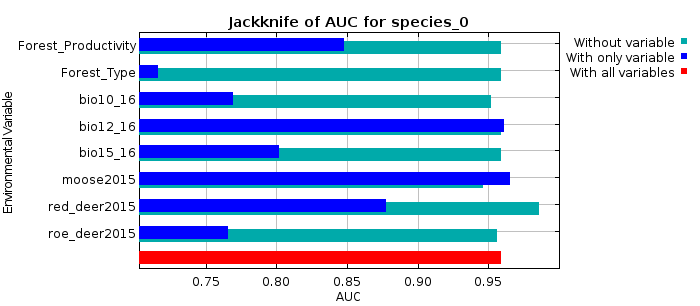 Jackknife of AUC for species_0
Without variable
With only variable
With all variables
Environmental Variable
Forest_Productivity
Forest_Type
bio10_16
bio12_16
bio15_16
moose2015
red_deer2015
roe_deer2015
0.75 0.80 0.85 0.90 0.95
AUC